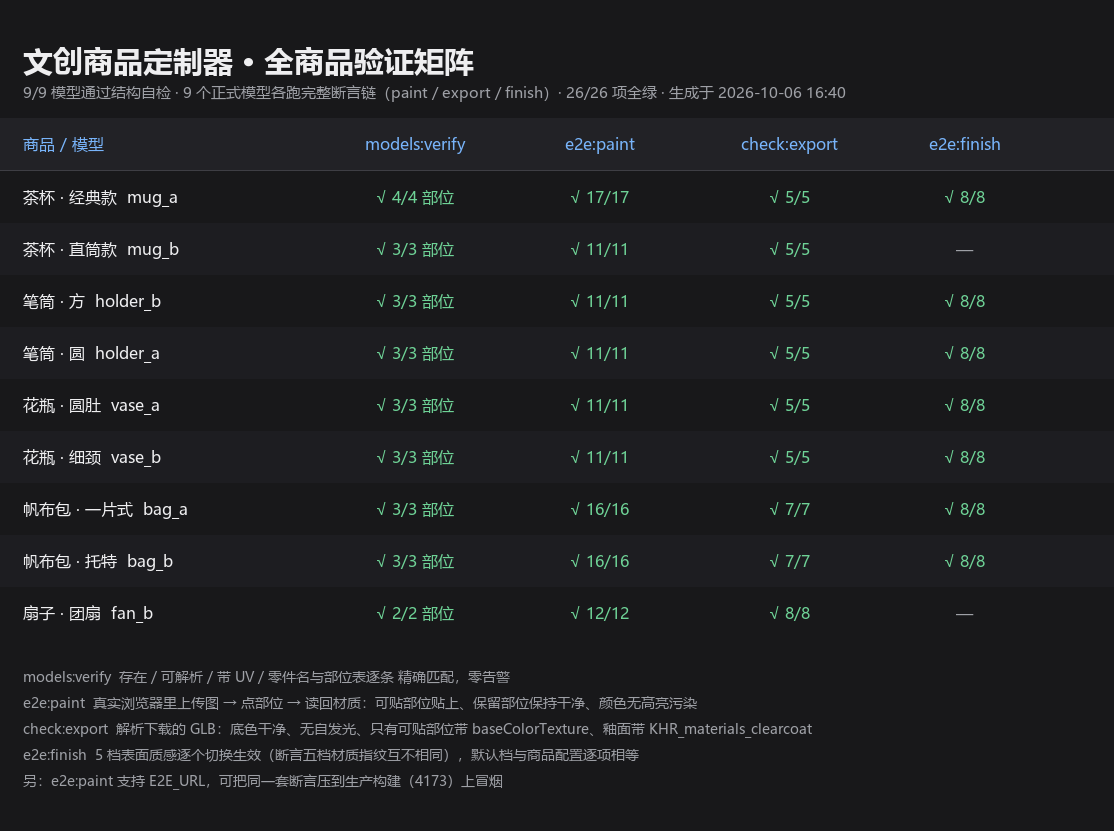 文创商品定制器 · 全商品验证矩阵
9/9 模型通过结构自检 · 9 个正式模型各跑完整断言链（paint / export / finish）· 26/26 项全绿 · 生成于 2026-10-06 16:40
商品 / 模型 models:verify e2e:paint check:export e2e:finish
茶杯 · 经典款 mug_a √ 4/4 部位 √ 17/17 √ 5/5 √ 8/8
茶杯 · 直筒款 mug_b √ 3/3 部位 √ 11/11 √ 5/5 —
笔筒 · 方 holder_b √ 3/3 部位 √ 11/11 √ 5/5 √ 8/8
笔筒 · 圆 holder_a √ 3/3 部位 √ 11/11 √ 5/5 √ 8/8
花瓶 · 圆肚 vase_a √ 3/3 部位 √ 11/11 √ 5/5 √ 8/8
花瓶 · 细颈 vase_b √ 3/3 部位 √ 11/11 √ 5/5 √ 8/8
帆布包 · 一片式 bag_a √ 3/3 部位 √ 16/16 √ 7/7 √ 8/8
帆布包 · 托特 bag_b √ 3/3 部位 √ 16/16 √ 7/7 √ 8/8
扇子 · 团扇 fan_b √ 2/2 部位 √ 12/12 √ 8/8 —
models:verify 存在 / 可解析 / 带 UV / 零件名与部位表逐条 精确匹配，零告警
e2e:paint 真实浏览器里上传图 → 点部位 → 读回材质：可贴部位贴上、保留部位保持干净、颜色无高亮污染
check:export 解析下载的 GLB：底色干净、无自发光、只有可贴部位带 baseColorTexture、釉面带 KHR_materials_clearcoat
e2e:finish 5 档表面质感逐个切换生效（断言五档材质指纹互不相同），默认档与商品配置逐项相等
另：e2e:paint 支持 E2E_URL，可把同一套断言压到生产构建（4173）上冒烟